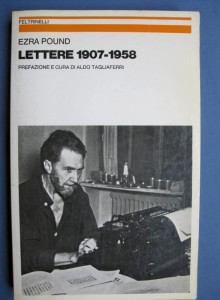 FELTRINELLI
EZRA POUND
LETTERE 1907-1958
PREFAZIONE E CURA DI ALDO TAGLIAFERRI